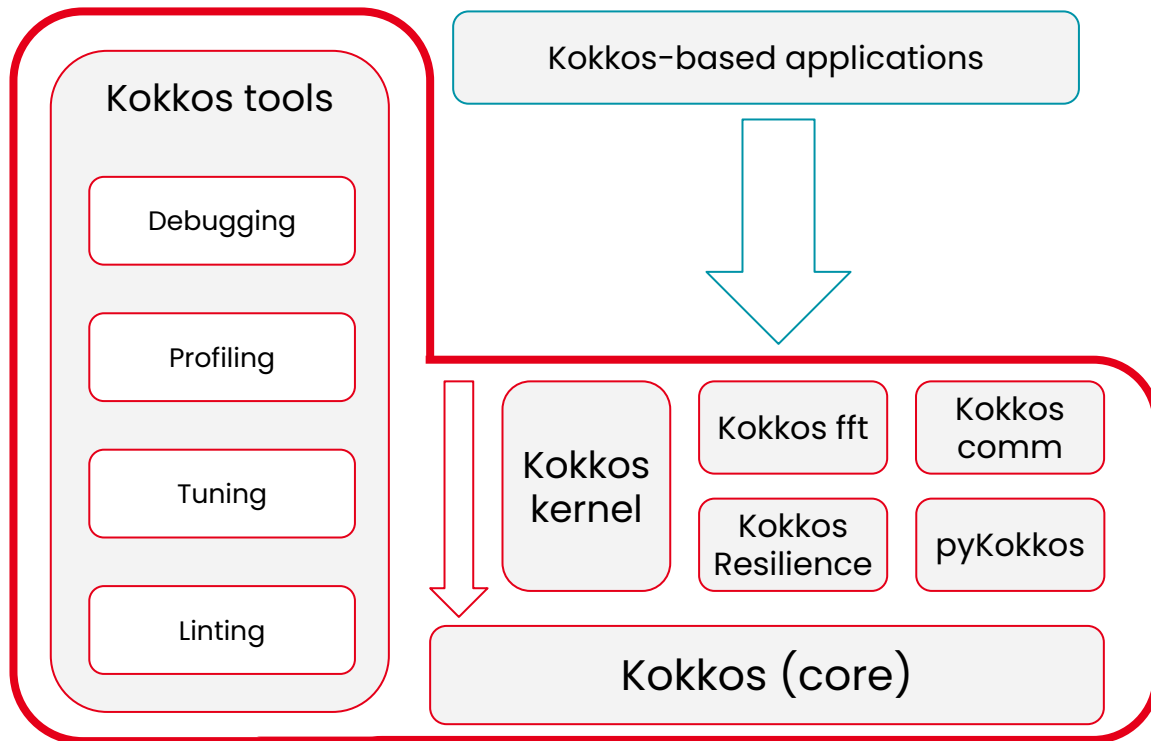 Kokkos tools
Debugging
Profiling
Tuning
Linting
Kokkos-based applications
Kokkos
kernel
Kokkos fft
Kokkos
comm
Kokkos
Resilience
pyKokkos
Kokkos (core)